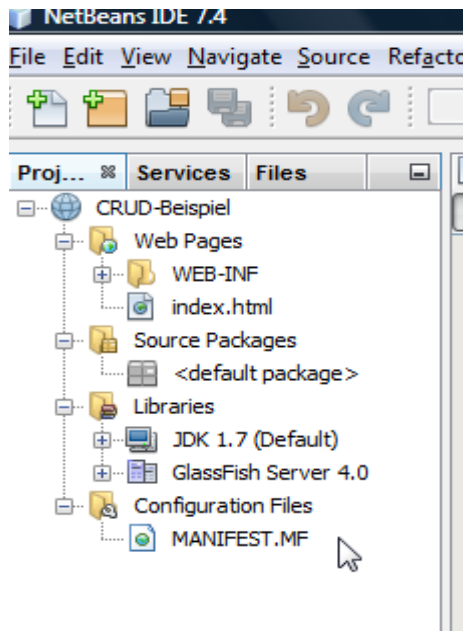 NetBeans IDE 7.4
File Edit View Navigate Source Refacto
Proj... Services Files
CRUD-Beispiel
Web Pages
WEB-INF
index.html
Source Packages
<default package>
Libraries
JDK 1.7 (Default)
GlassFish Server 4.0
Configuration Files
MANIFEST.MF